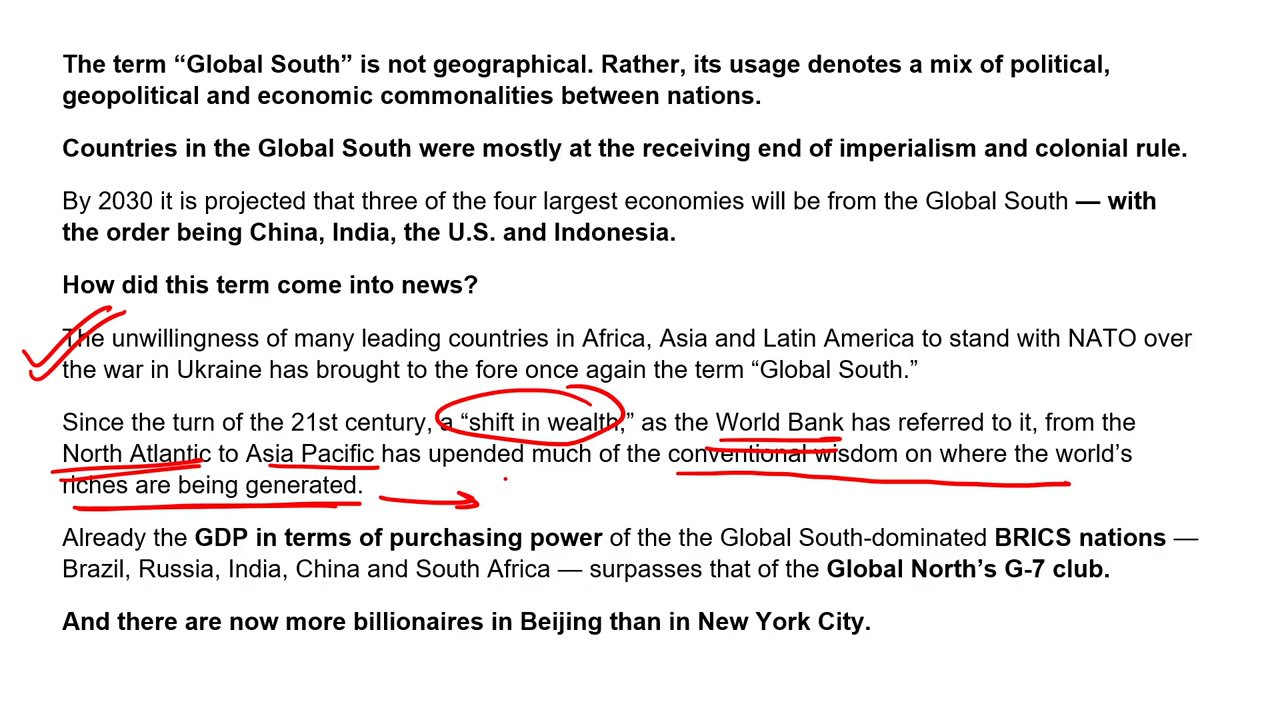 The term “Global South” is not geographical. Rather, its usage denotes a mix of political,
geopolitical and economic commonalities between nations.
Countries in the Global South were mostly at the receiving end of imperialism and colonial rule.
By 2030 it is projected that three of the four largest economies will be from the Global South — with
the order being China, India, the U.S. and Indonesia.
How did this term come into news?
The unwillingness of many leading countries in Africa, Asia and Latin America to stand with NATO over
the war in Ukraine has brought to the fore once again the term “Global South.”
Since the turn of the 21st century, a “shift in wealth,” as the World Bank has referred to it, from the
North Atlantic to Asia Pacific has upended much of the conventional wisdom on where the world’s
riches are being generated.
Already the GDP in terms of purchasing power of the the Global South-dominated BRICS nations —
Brazil, Russia, India, China and South Africa — surpasses that of the Global North’s G-7 club.
And there are now more billionaires in Beijing than in New York City.